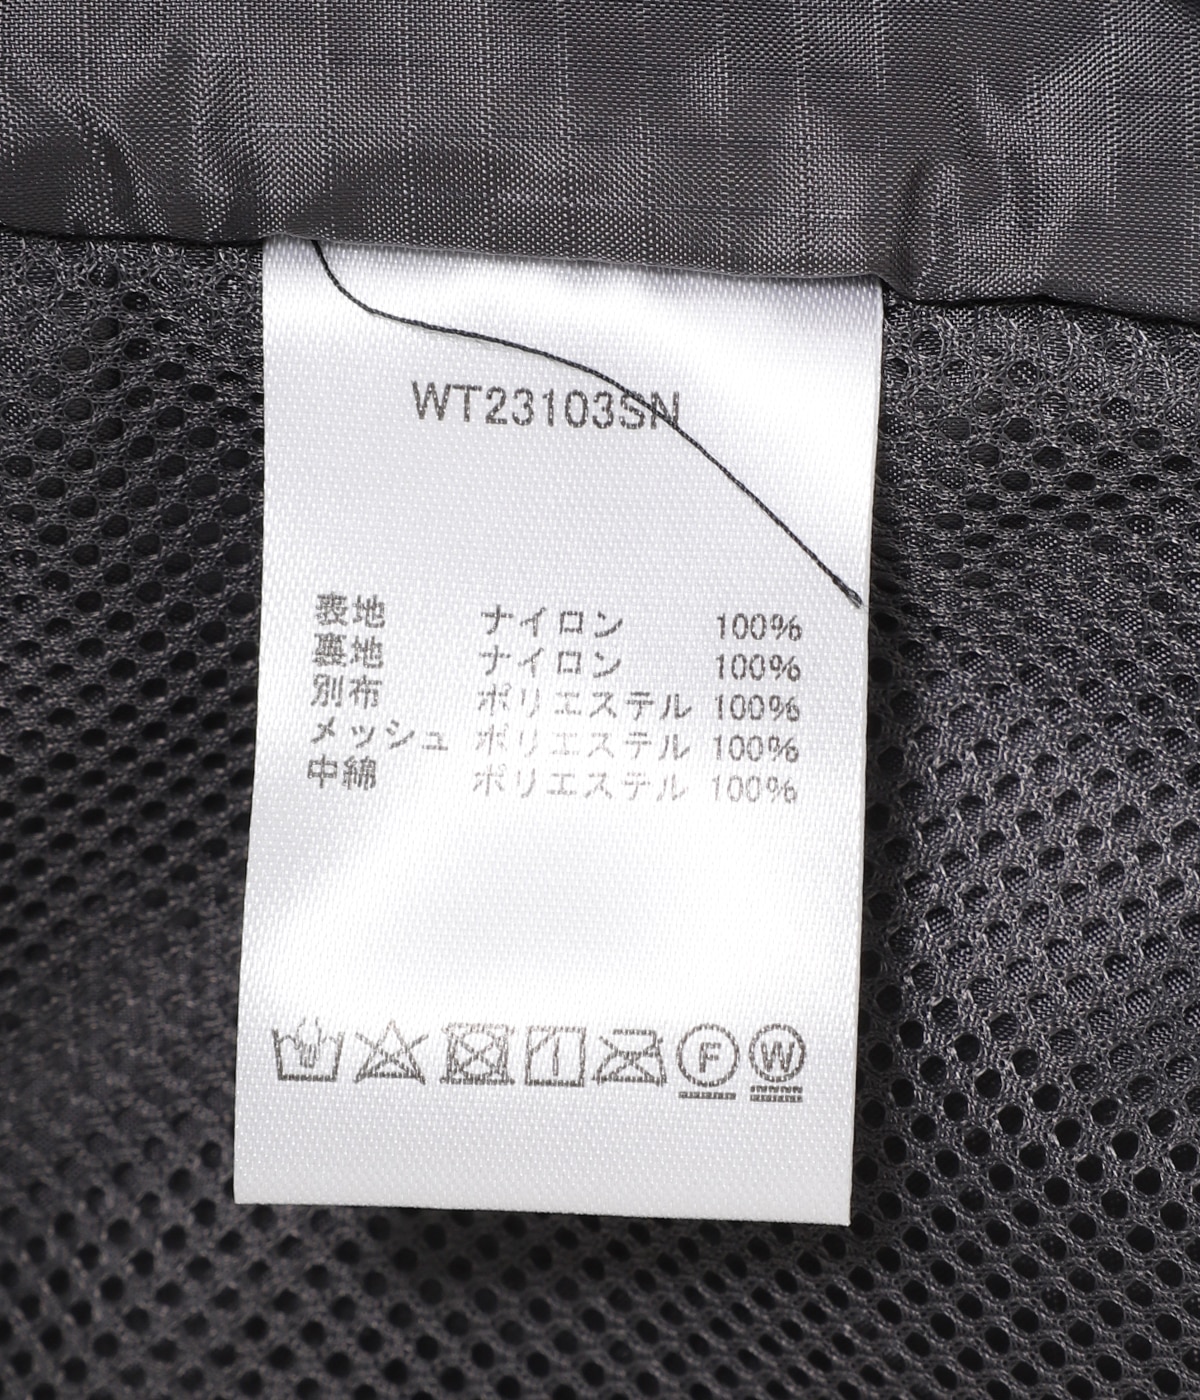 WT23103SN
表地 ナイロン 100%
裏地 ナイロン 100%
別布 ポリエステル 100%
メッシュ ポリエステル 100%
中綿 ポリエステル 100%
F W